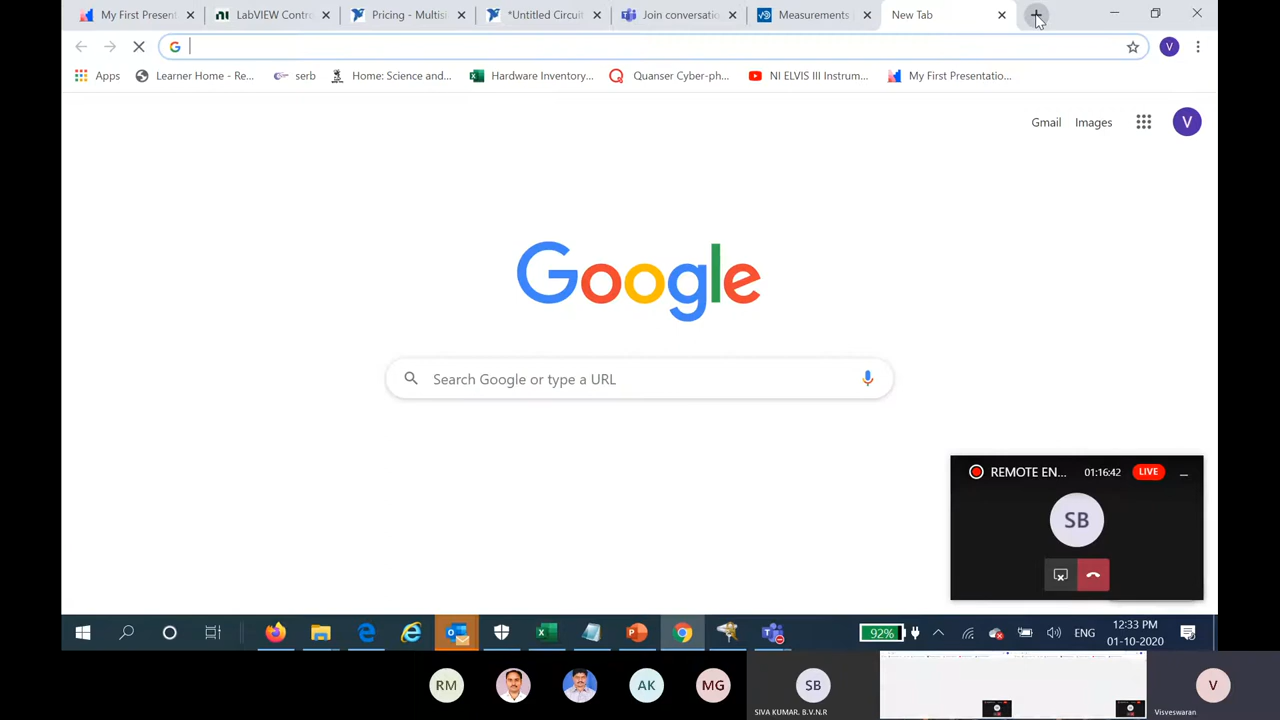 My First Present
LabVIEW Contro
Pricing - Multisi
*Untitled Circuit
Join conversatio
Measurements
New Tab
V
Apps
Learner Home - Re...
serb
Home: Science and...
Hardware Inventory...
Quanser Cyber-ph...
NI ELVIS III Instrum...
My First Presentatio...
Gmail
Images
V
Google
Search Google or type a URL
REMOTE EN...
01:16:42
LIVE
SB
92%
ENG
12:33 PM
01-10-2020
RM
AK
MG
SB
SIVA KUMAR. B.V.N.R
V
Visveswaran